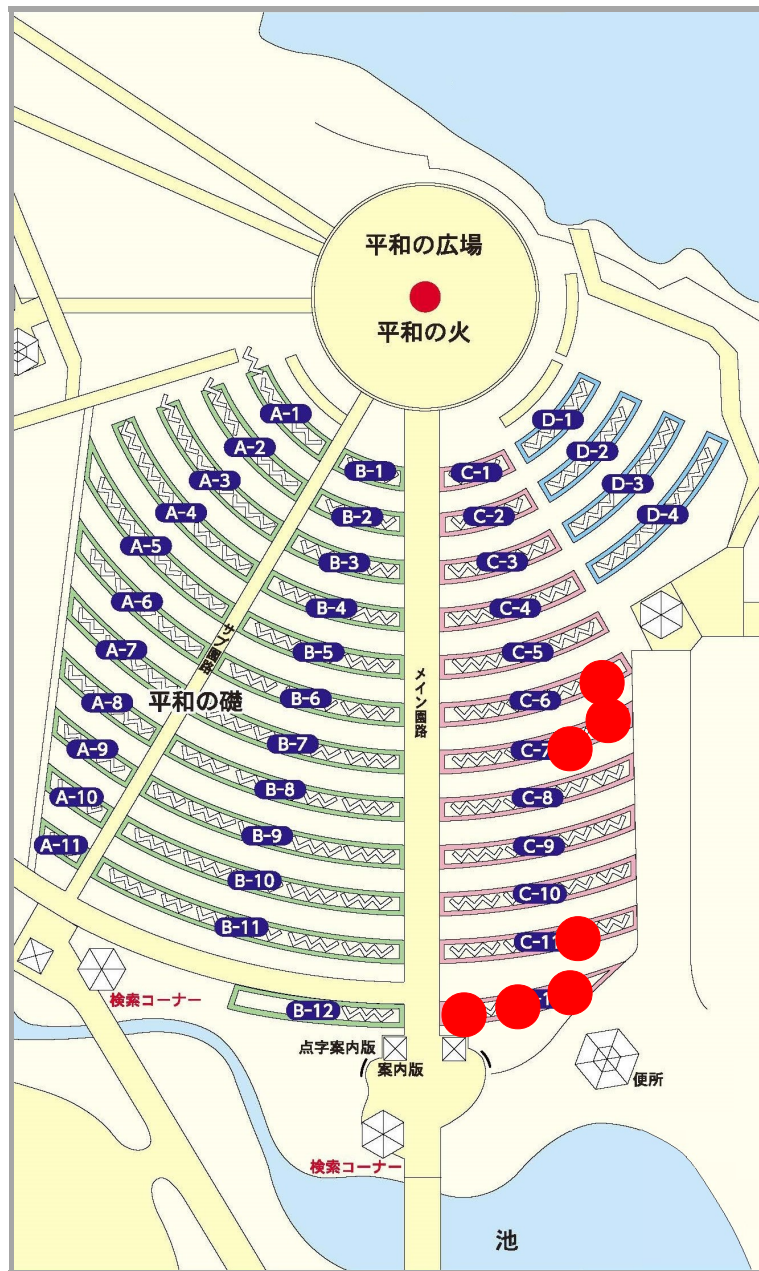 平和の広場
平和の火
A-1
A-2
A-3
A-4
A-5
A-6
A-7
A-8
A-9
A-10
A-11
B-1
B-2
B-3
B-4
B-5
B-6
B-7
B-8
B-9
B-10
B-11
B-12
C-1
C-2
C-3
C-4
C-5
C-6
C-7
C-8
C-9
C-10
C-11
D-1
D-2
D-3
D-4
サブ園路
メイン園路
平和の礎
検索コーナー
点字案内版
案内版
便所
検索コーナー
池